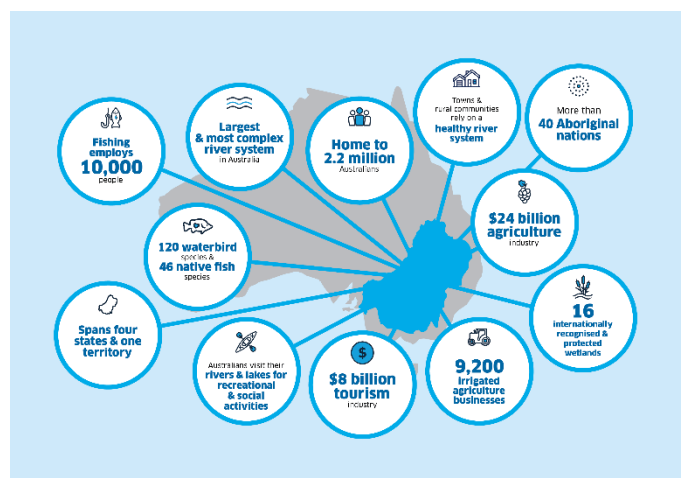 Fishing
employs
10,000
people
Largest
& most complex
river system
in Australia
Home to
2.2 million
Australians
Towns &
rural communities
rely on a
healthy river
system
More than
40 Aboriginal
nations
120 waterbird
species &
46 native fish
species
$24 billion
agriculture
industry
Spans four
states & one
territory
Australians visit their
rivers & lakes for
recreational
& social
activities
$
$8 billion
tourism
industry
9,200
irrigated
agriculture
businesses
16
internationally
recognised &
protected
wetlands